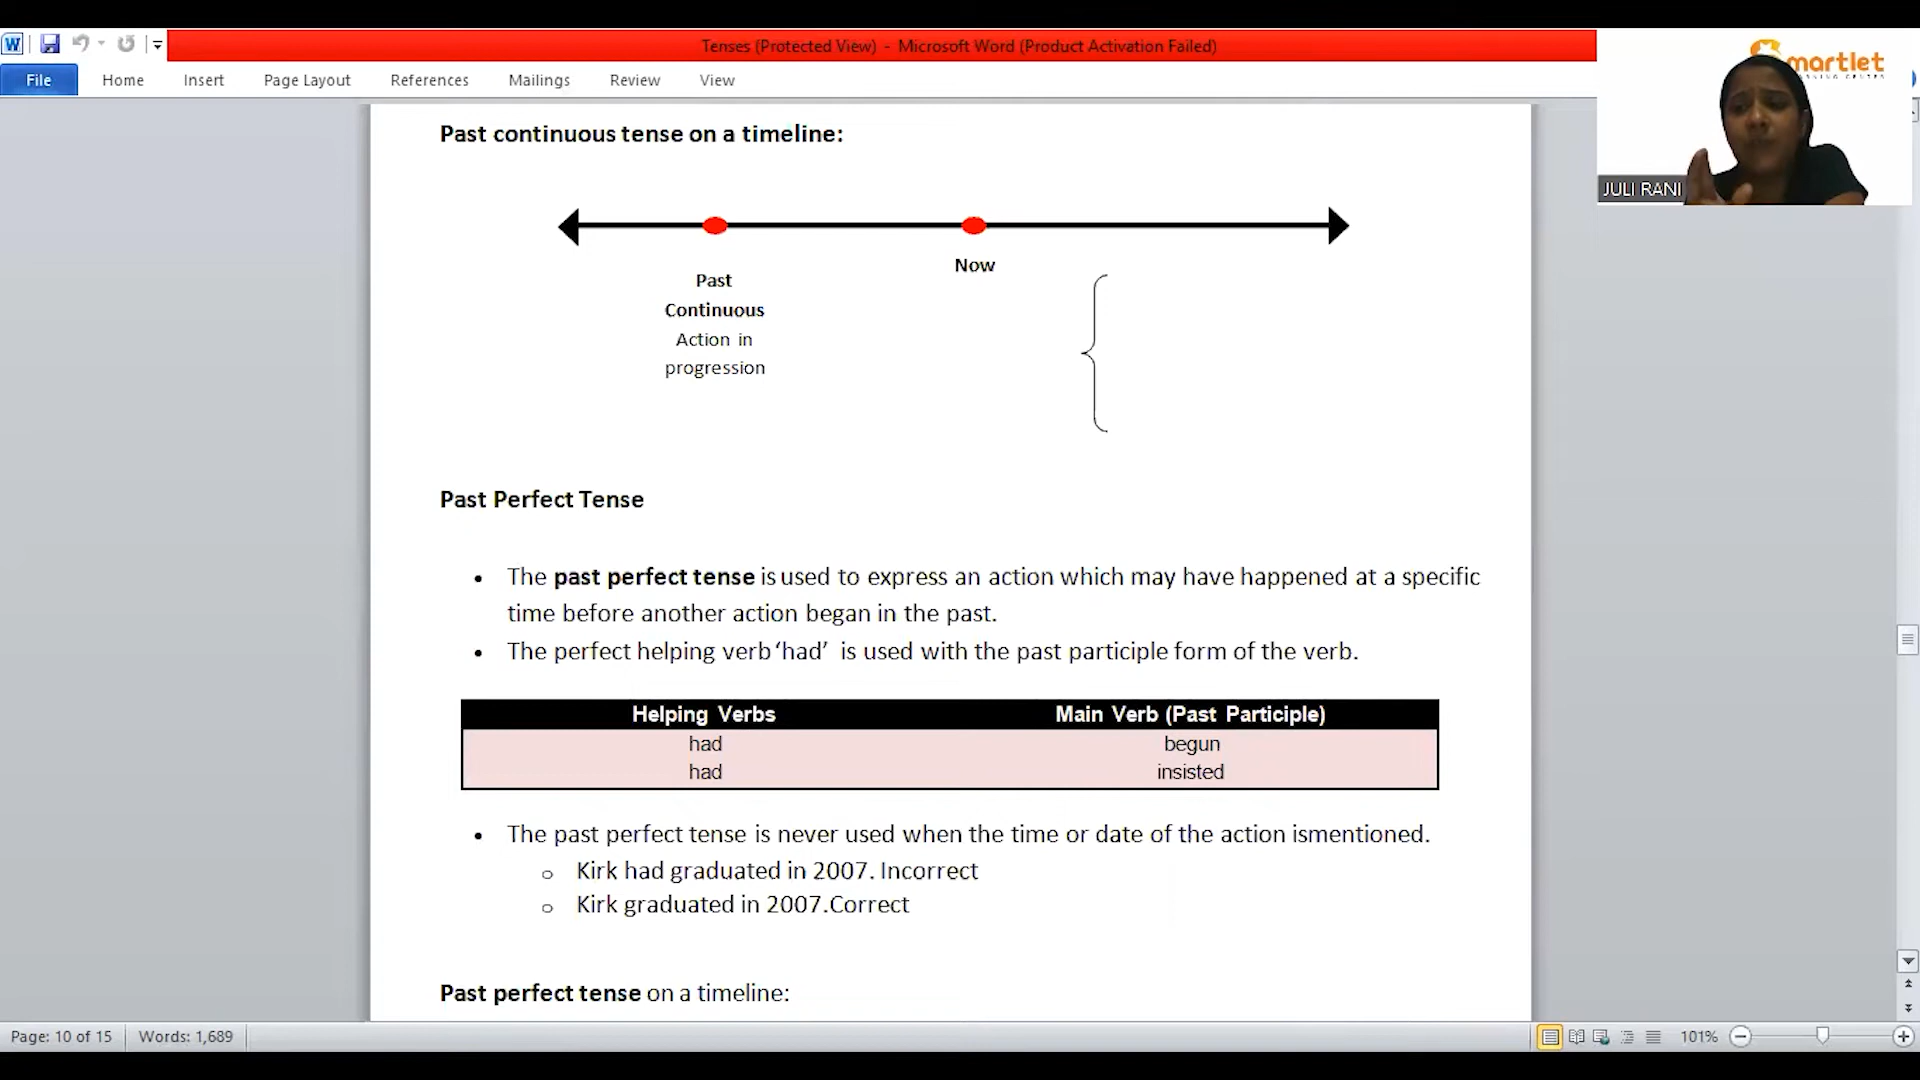 Tenses (Protected View) - Microsoft Word (Product Activation Failed)
File Home Insert Page Layout References Mailings Review View
martlet
JULI RANI
Past continuous tense on a timeline:
Now
Past
Continuous
Action in
progression
Past Perfect Tense
• The past perfect tense is used to express an action which may have happened at a specific
time before another action began in the past.
• The perfect helping verb ‘had’ is used with the past participle form of the verb.
Helping Verbs Main Verb (Past Participle)
had begun
had insisted
• The past perfect tense is never used when the time or date of the action ismentioned.
o Kirk had graduated in 2007. Incorrect
o Kirk graduated in 2007.Correct
Past perfect tense on a timeline:
Page: 10 of 15 Words: 1,689 101%